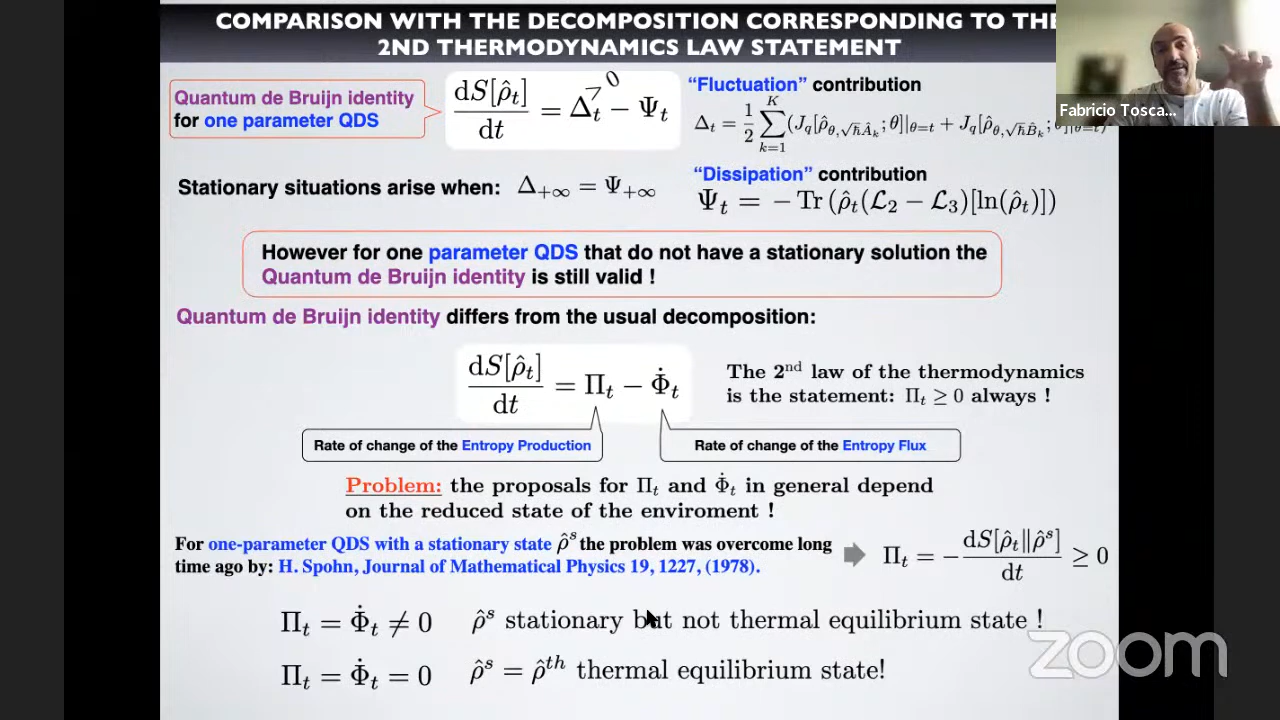 COMPARISON WITH THE DECOMPOSITION CORRESPONDING TO THE
2ND THERMODYNAMICS LAW STATEMENT
Fabricio Tosca...
Quantum de Bruijn identity
for one parameter QDS
dS[ρ̂_t]/dt = Δ_t − Ψ_t
0
"Fluctuation" contribution
Δ_t = 1/2 ∑_{k=1}^{K} (J_q[ρ̂_{θ,√ħÂ_k}; θ]|_{θ=t} + J_q[ρ̂_{θ,√ħB̂_k}; θ]|_{θ=t})
Stationary situations arise when: Δ_{+∞} = Ψ_{+∞}
"Dissipation" contribution
Ψ_t = − Tr (ρ̂_t(ℒ_2 − ℒ_3)[ln(ρ̂_t)])
However for one parameter QDS that do not have a stationary solution the
Quantum de Bruijn identity is still valid !
Quantum de Bruijn identity differs from the usual decomposition:
dS[ρ̂_t]/dt = Π_t − Φ̇_t
The 2nd law of the thermodynamics
is the statement: Π_t ≥ 0 always !
Rate of change of the Entropy Production
Rate of change of the Entropy Flux
Problem: the proposals for Π_t and Φ̇_t in general depend
on the reduced state of the enviroment !
For one-parameter QDS with a stationary state ρ̂^s the problem was overcome long
time ago by: H. Spohn, Journal of Mathematical Physics 19, 1227, (1978).
Π_t = − dS[ρ̂_t‖ρ̂^s]/dt ≥ 0
Π_t = Φ̇_t ≠ 0 ρ̂^s stationary but not thermal equilibrium state !
Π_t = Φ̇_t = 0 ρ̂^s = ρ̂^{th} thermal equilibrium state!
zoom